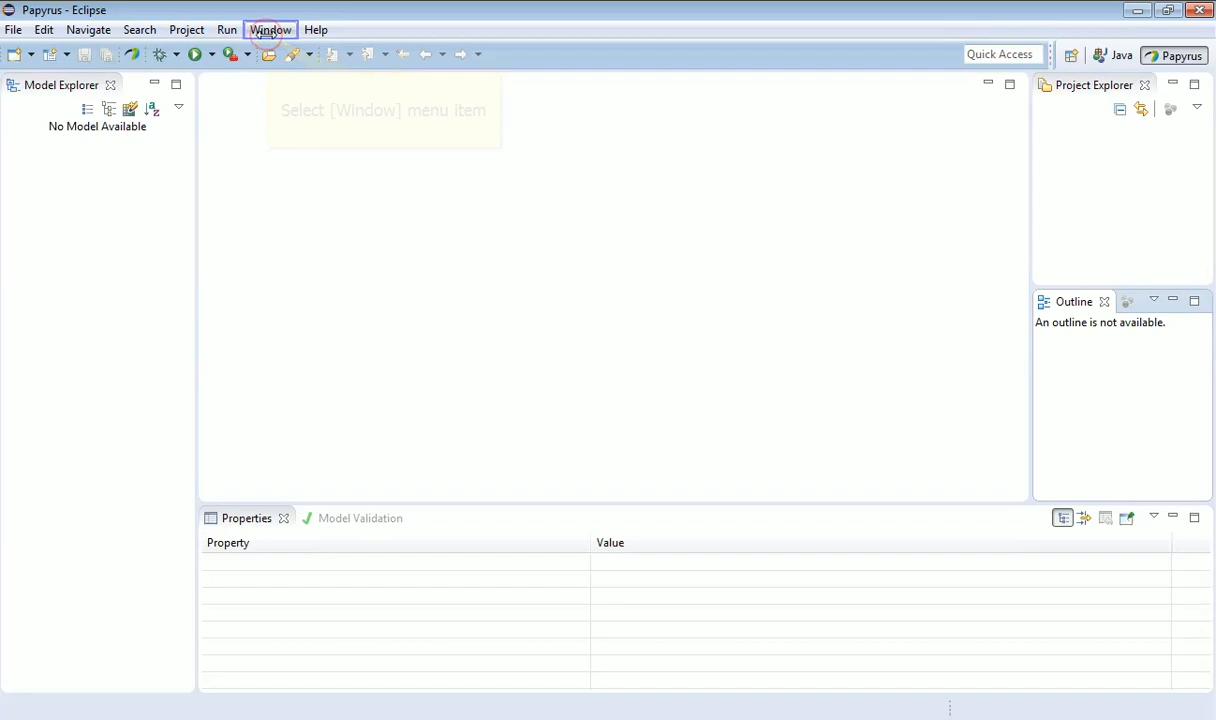 Papyrus - Eclipse
File Edit Navigate Search Project Run Window Help
Quick Access
Java
Papyrus
Model Explorer
No Model Available
Select [Window] menu item
Project Explorer
Outline
An outline is not available.
Properties
Model Validation
Property Value